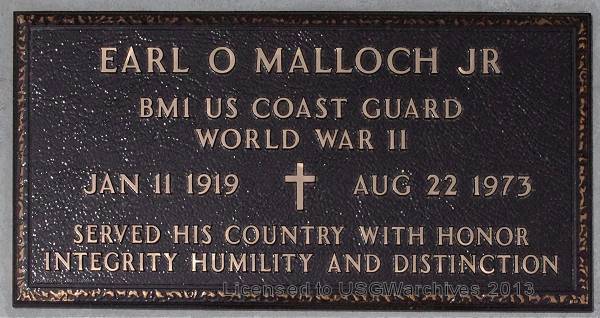 EARL O MALLOCH JR
BM1 US COAST GUARD
WORLD WAR II
JAN 11 1919 AUG 22 1973
SERVED HIS COUNTRY WITH HONOR
INTEGRITY HUMILITY AND DISTINCTION
Licensed to USGWarchives 2013